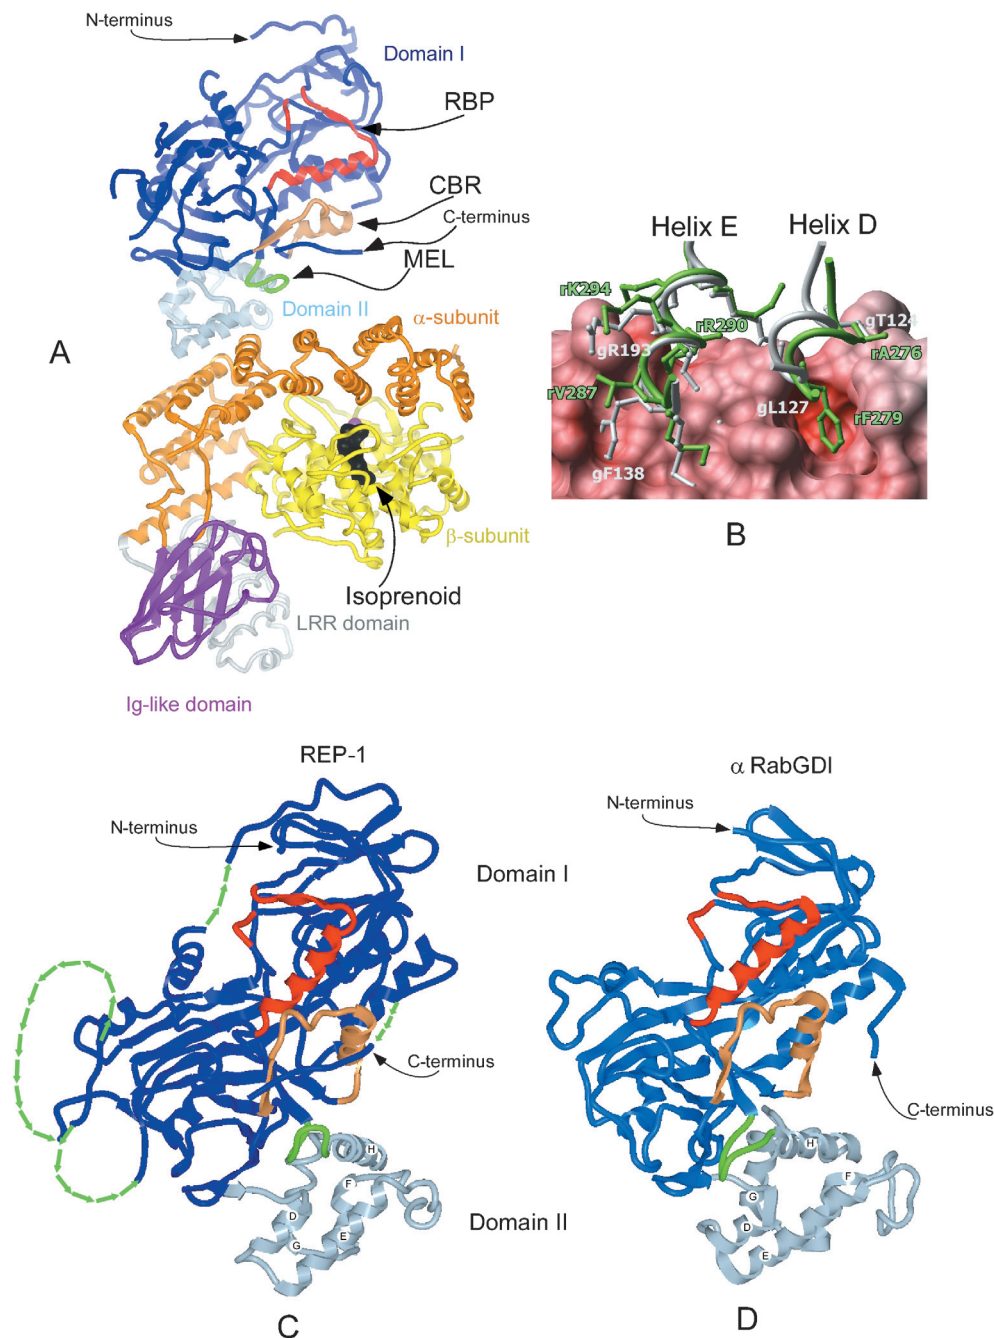 N-terminus
Domain I
RBP
CBR
C-terminus
MEL
Domain II
α-subunit
A
β-subunit
Isoprenoid
LRR domain
Ig-like domain
Helix E
Helix D
rK294
rR290
gT124
gR193
rA276
rV287
gL127
rF279
gF138
B
REP-1
α RabGDI
N-terminus
N-terminus
Domain I
C-terminus
C-terminus
H
F
D
E
G
H
F
G
D
E
Domain II
C
D